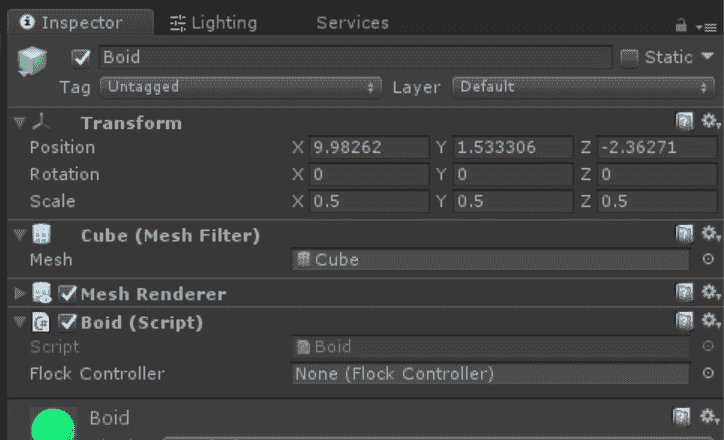 Inspector Lighting Services
Boid Static
Tag Untagged Layer Default
Transform
Position X 9.98262 Y 1.533306 Z -2.36271
Rotation X 0 Y 0 Z 0
Scale X 0.5 Y 0.5 Z 0.5
Cube (Mesh Filter)
Mesh Cube
Mesh Renderer
Boid (Script)
Script Boid
Flock Controller None (Flock Controller)
Boid